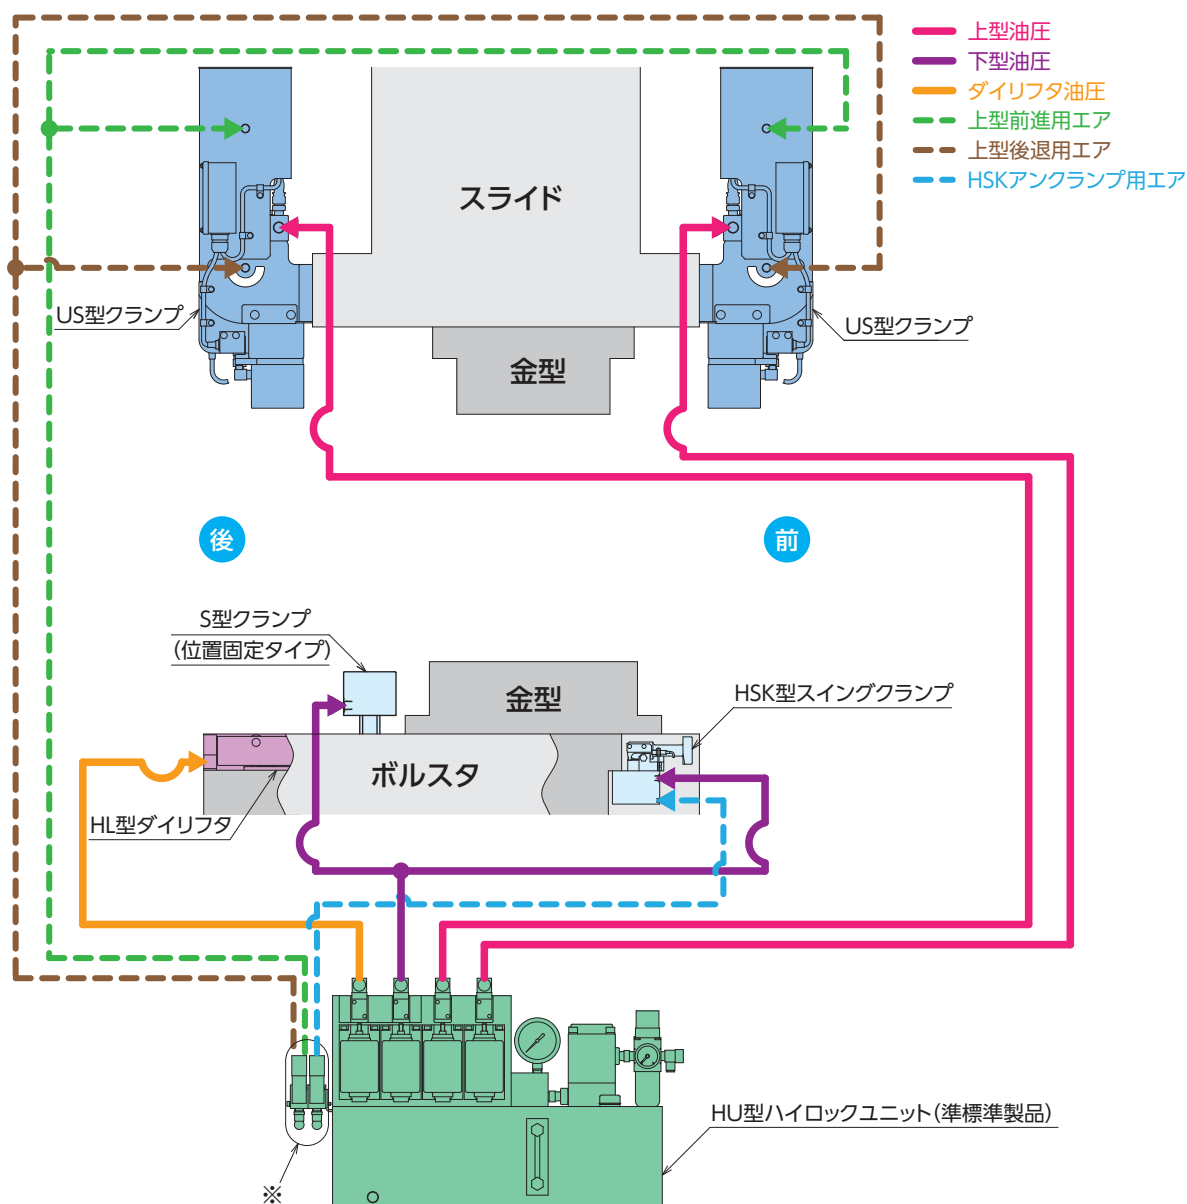 上型油圧
下型油圧
ダイリフタ油圧
上型前進用エア
上型後退用エア
HSKアンクランプ用エア
スライド
US型クランプ
US型クランプ
金型
後
前
S型クランプ
(位置固定タイプ)
金型
HSK型スイングクランプ
ボルスタ
HL型ダイリフタ
HU型ハイロックユニット(準標準製品)
※